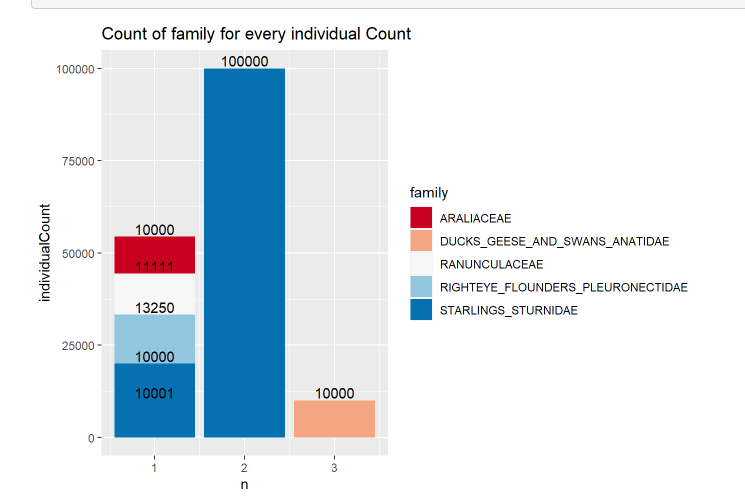 Count of family for every individual Count
100000
100000
75000
50000
25000
0
10000
11111
13250
10000
10001
10000
individualCount
1
2
3
n
family
ARALIACEAE
DUCKS_GEESE_AND_SWANS_ANATIDAE
RANUNCULACEAE
RIGHTEYE_FLOUNDERS_PLEURONECTIDAE
STARLINGS_STURNIDAE